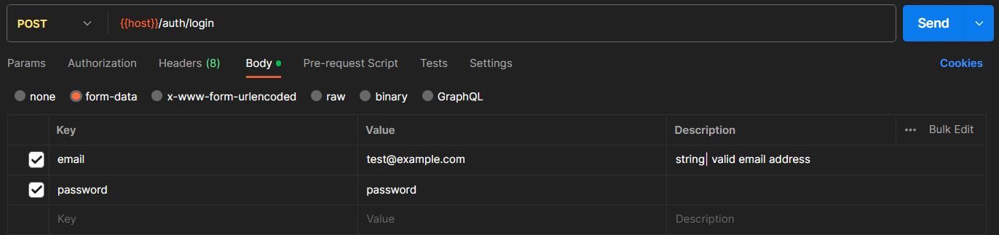 POST {{host}}/auth/login Send
Params Authorization Headers (8) Body Pre-request Script Tests Settings Cookies
none form-data x-www-form-urlencoded raw binary GraphQL
Key Value Description ••• Bulk Edit
email test@example.com string| valid email address
password password
Key Value Description